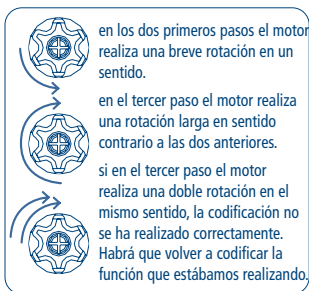 en los dos primeros pasos el motor
realiza una breve rotación en un
sentido.
en el tercer paso el motor realiza
una rotación larga en sentido
contrario a las dos anteriores.
si en el tercer paso el motor
realiza una doble rotación en el
mismo sentido, la codificación no
se ha realizado correctamente.
Habrá que volver a codificar la
función que estábamos realizando.